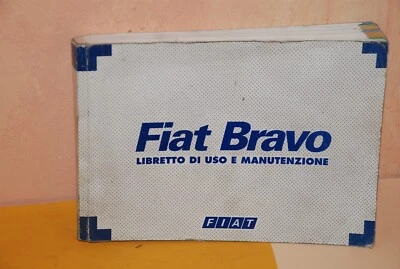 Fiat Bravo
LIBRETTO DI USO E MANUTENZIONE
FIAT